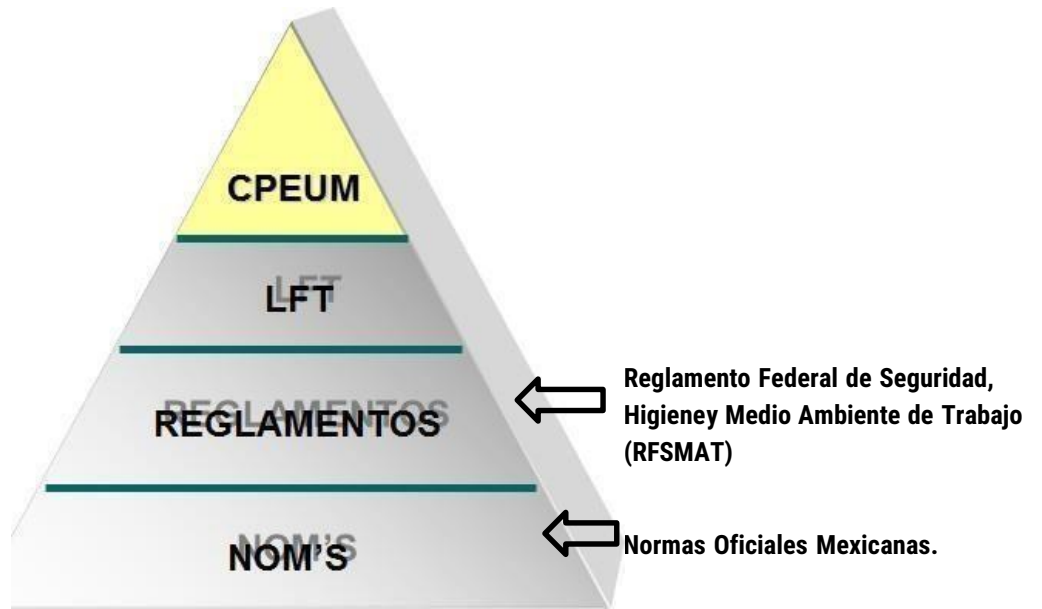 CPEUM
LFT
REGLAMENTOS
Reglamento Federal de Seguridad,
Higieney Medio Ambiente de Trabajo
(RFSMAT)
NOM'S
Normas Oficiales Mexicanas.